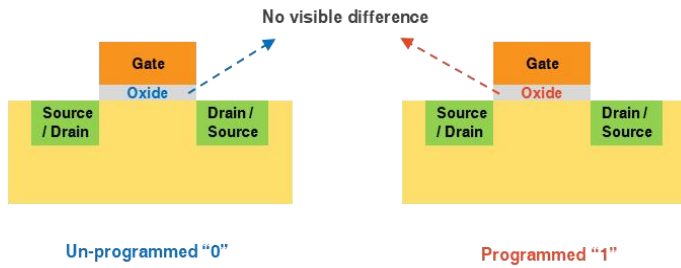 No visible difference
Gate
Oxide
Source
/ Drain
Drain /
Source
Gate
Oxide
Source
/ Drain
Drain /
Source
Un-programmed “0”
Programmed “1”